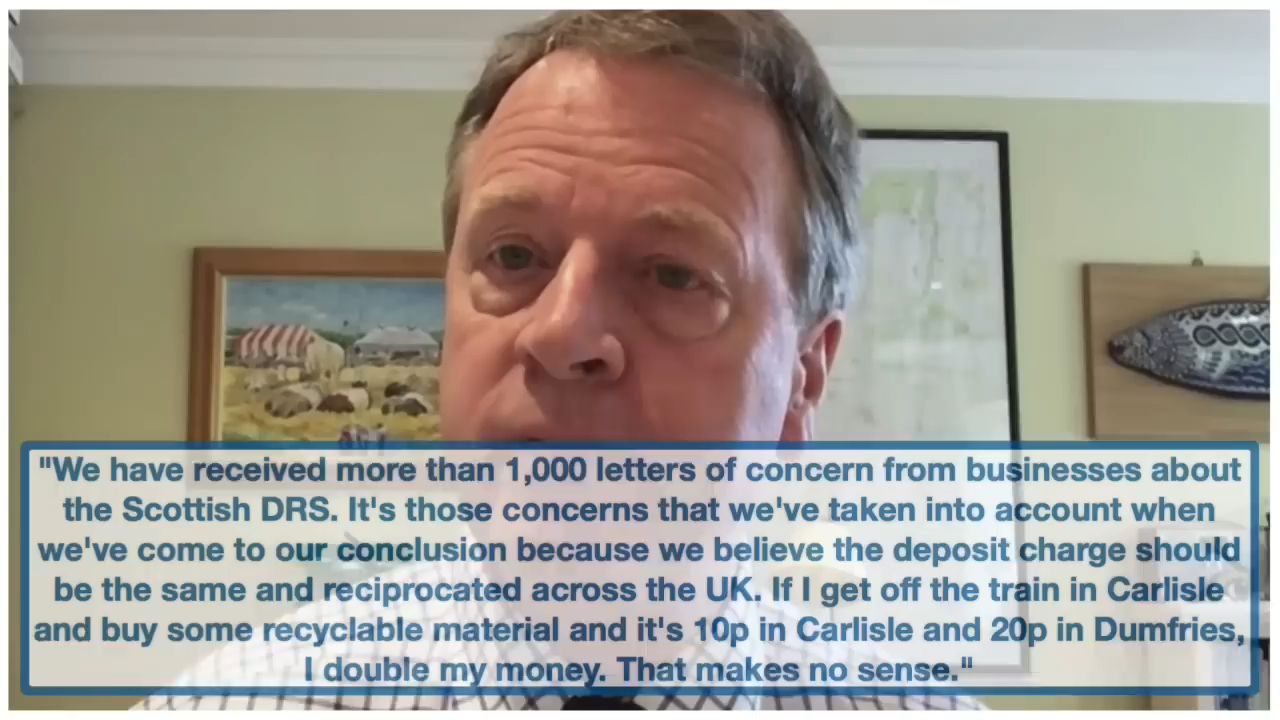 "We have received more than 1,000 letters of concern from businesses about
the Scottish DRS. It's those concerns that we've taken into account when
we've come to our conclusion because we believe the deposit charge should
be the same and reciprocated across the UK. If I get off the train in Carlisle
and buy some recyclable material and it's 10p in Carlisle and 20p in Dumfries,
I double my money. That makes no sense."